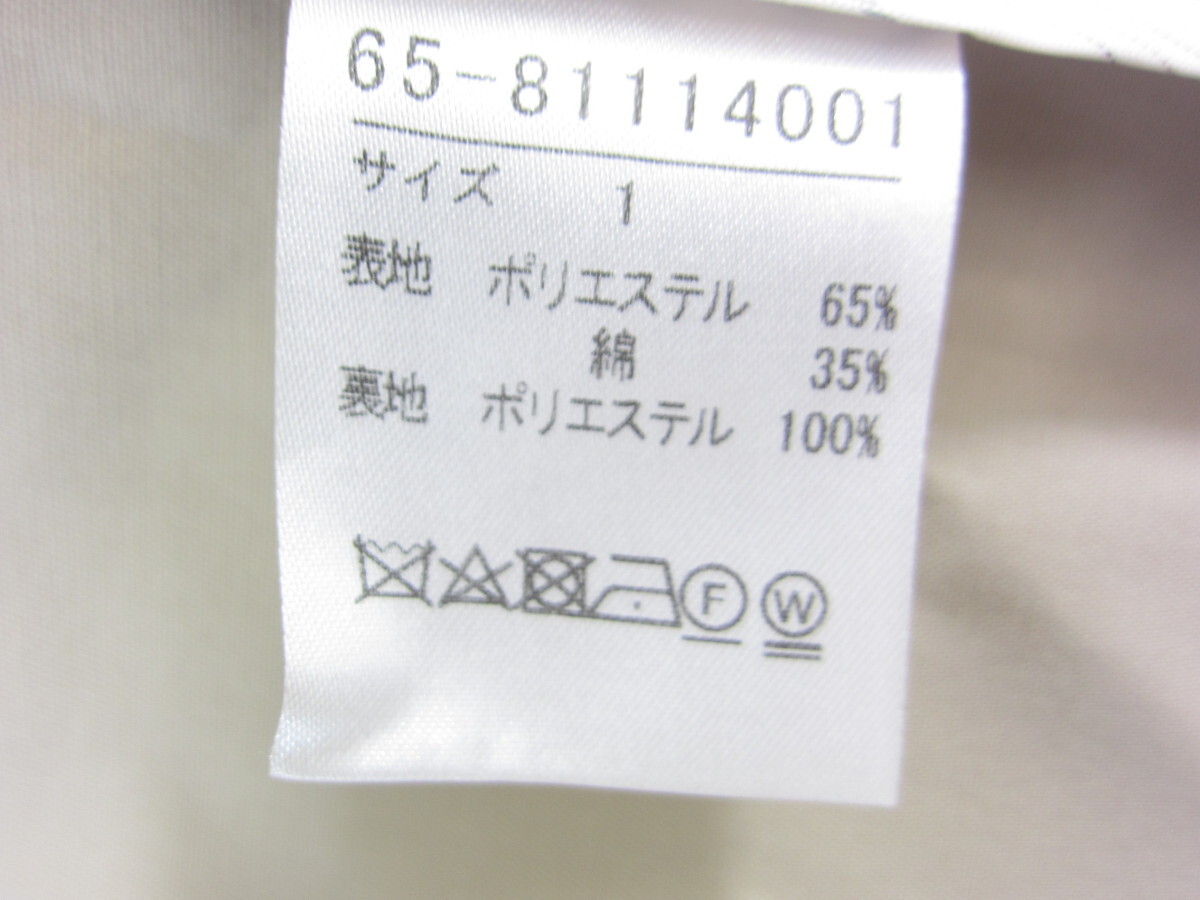 65-81114001
サイズ 1
表地 ポリエステル 65%
綿 35%
裏地 ポリエステル 100%
F W